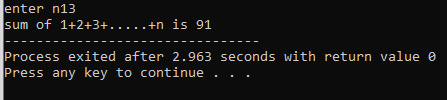 enter n13
sum of 1+2+3+.....+n is 91
--------------------------------
Process exited after 2.963 seconds with return value 0
Press any key to continue . . .